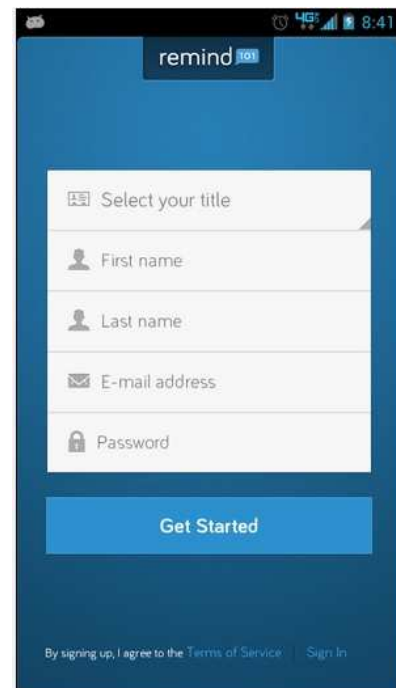 4G 8:41
remind 101
Select your title
First name
Last name
E-mail address
Password
Get Started
By signing up, I agree to the Terms of Service | Sign In